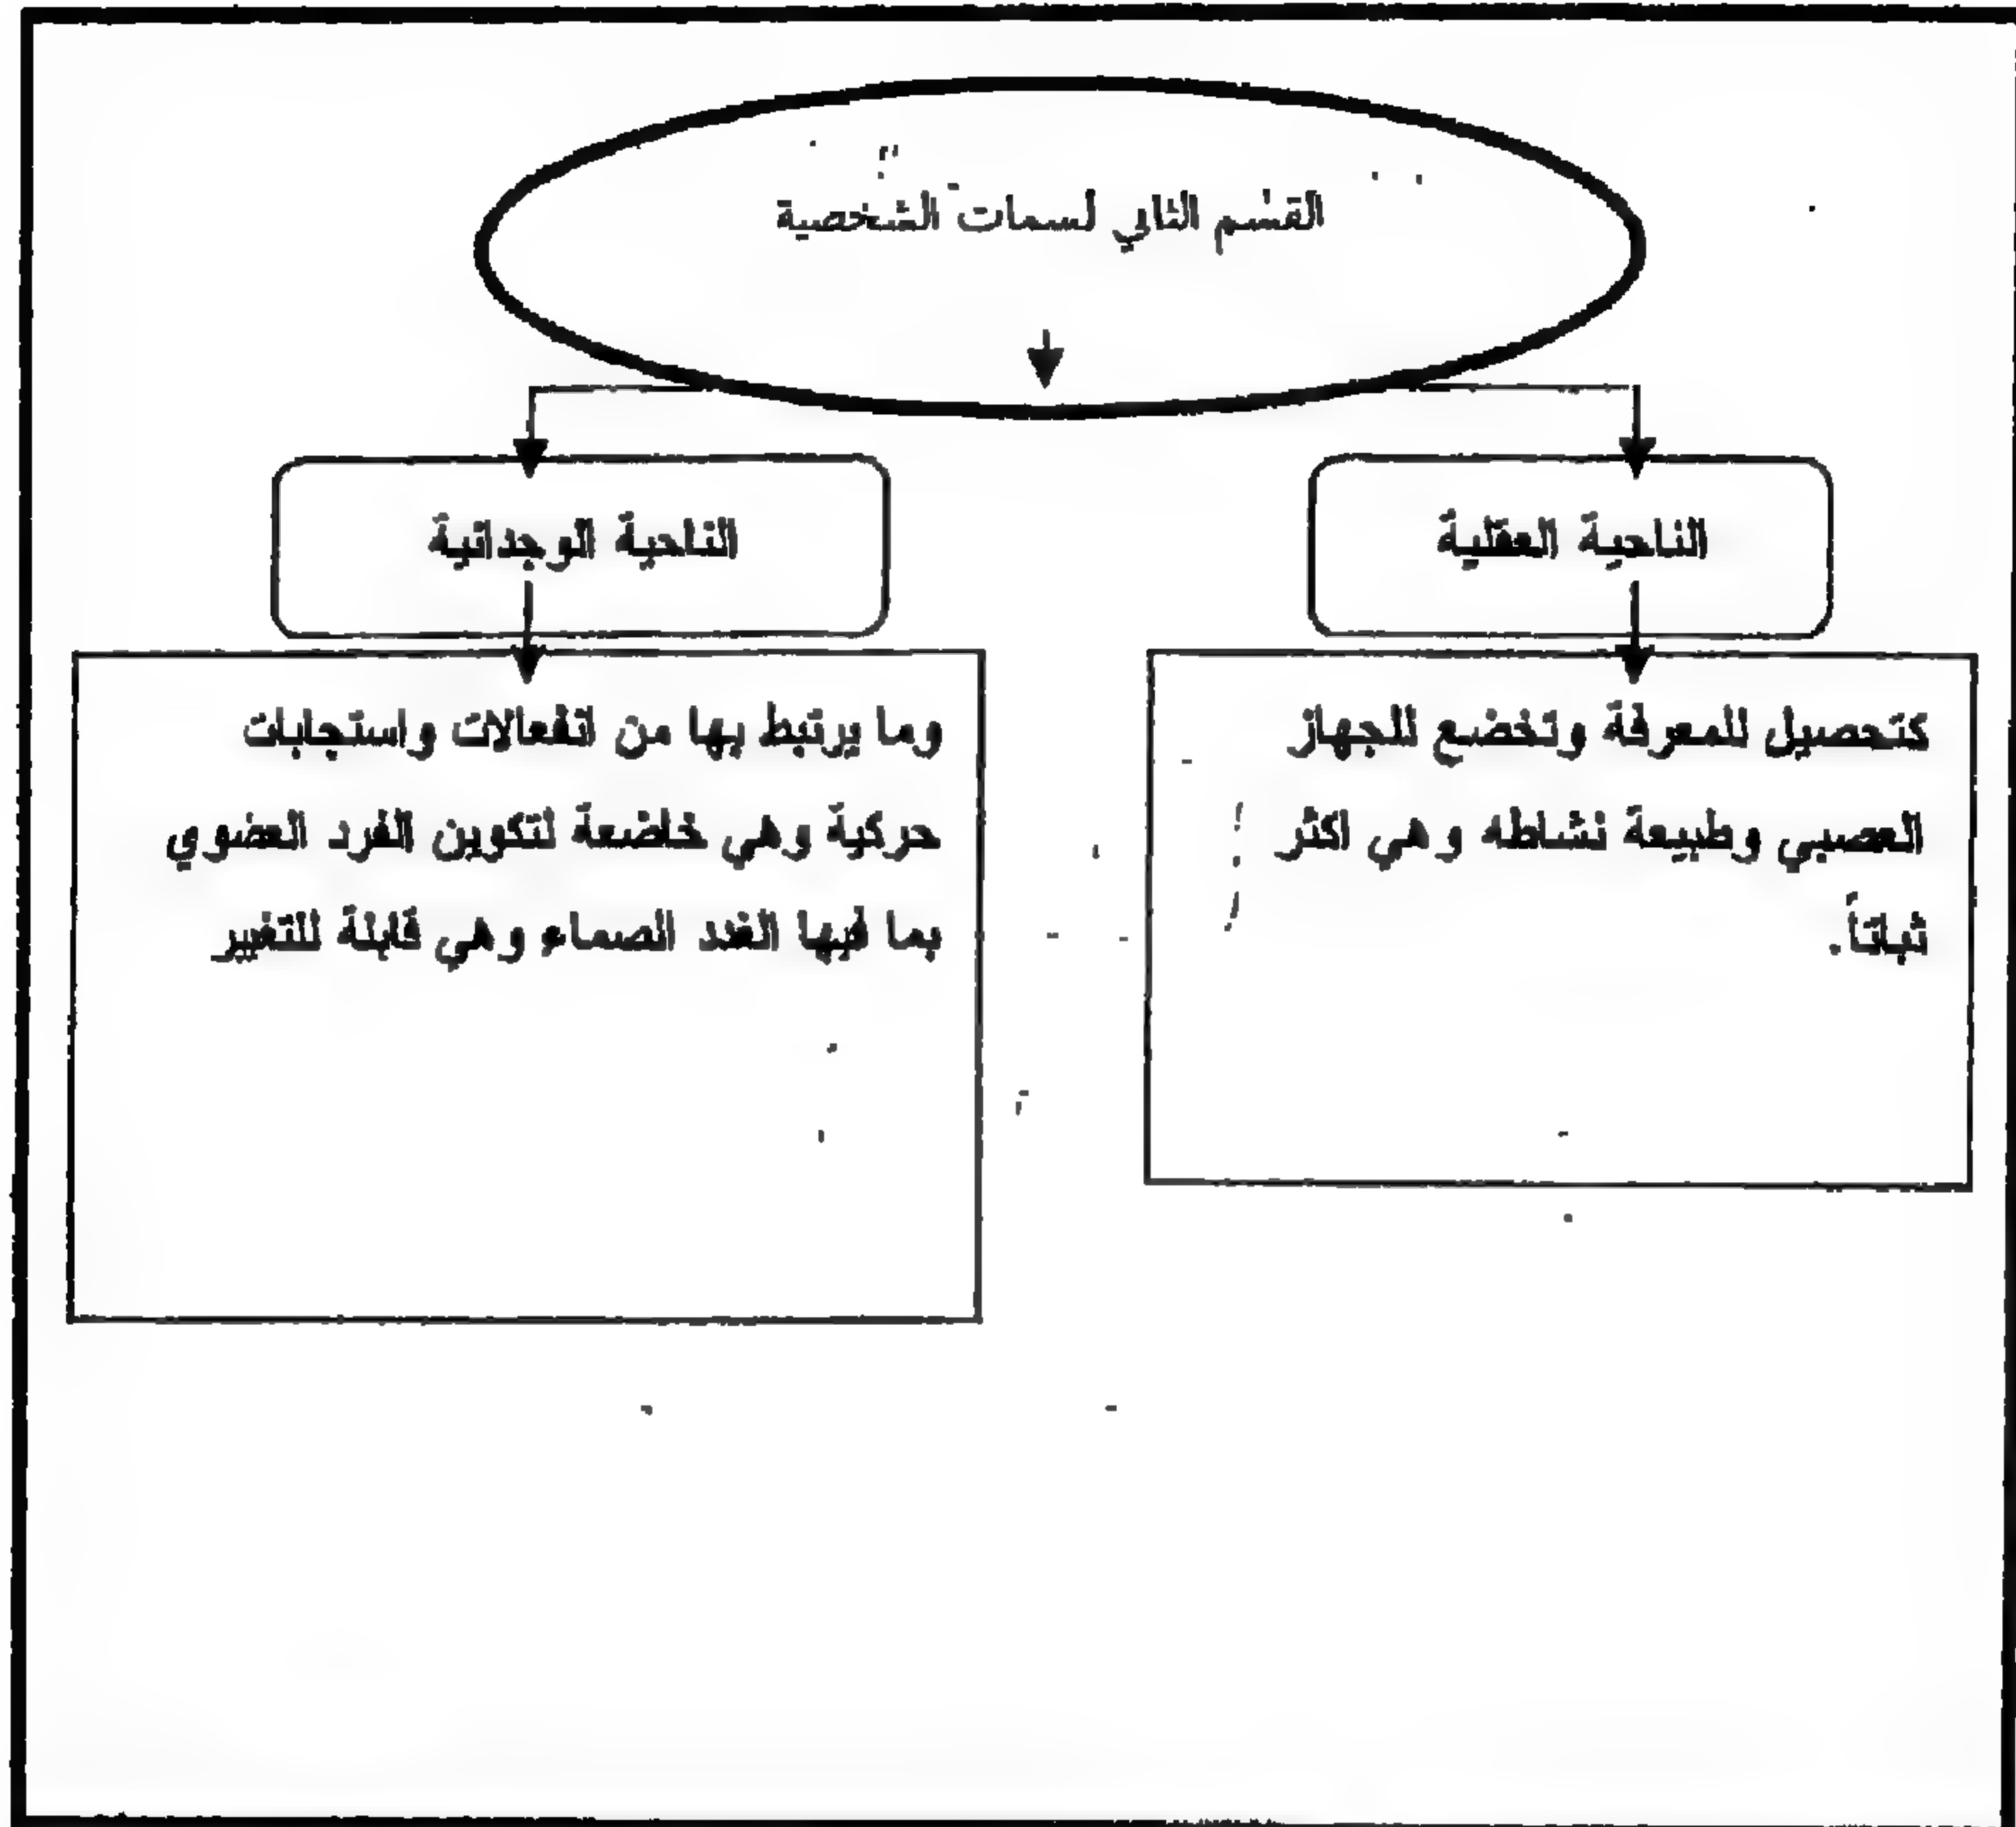 القسم الثاني لسمات الشخصية
الناحية العقلية
كتحصيل للمعرفة وتخضع للجهاز
العصبي وطبيعة نشاطه وهي اكثر
ثباتاً.
الناحية الوجدانية
وما يرتبط بها من انفعالات واستجابات
حركية وهي خاضعة لتكوين الفرد العضوي
بما فيها الغدد الصماء وهي قابلة للتغيير